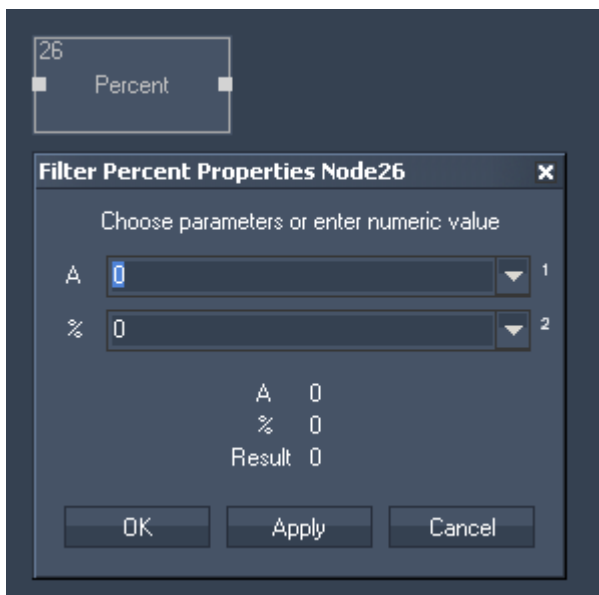 26
Percent
Filter Percent Properties Node26
Choose parameters or enter numeric value
A 0 1
% 0 2
A 0
% 0
Result 0
OK Apply Cancel